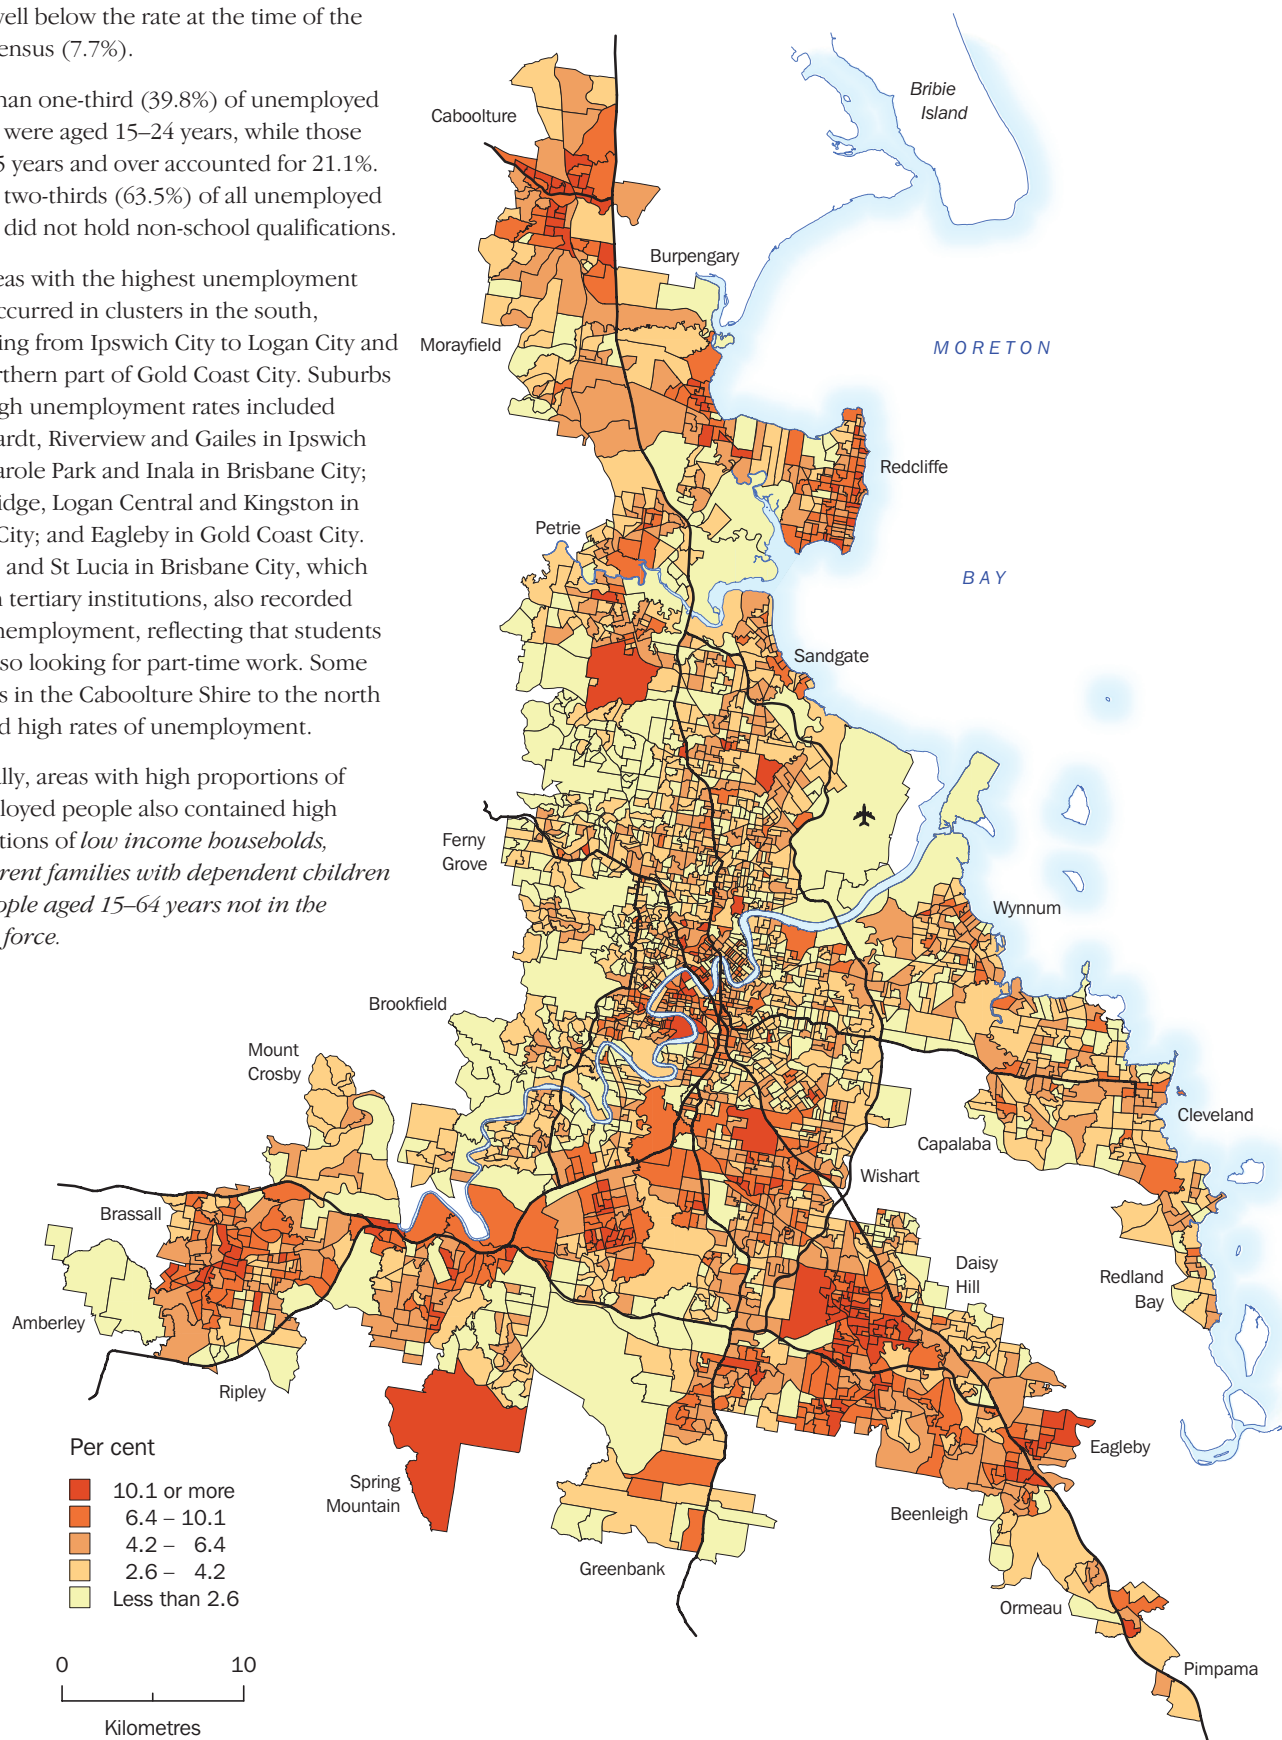 well below the rate at the time of the
ensus (7.7%).
han one-third (39.8%) of unemployed
were aged 15–24 years, while those
5 years and over accounted for 21.1%.
two-thirds (63.5%) of all unemployed
did not hold non-school qualifications.
eas with the highest unemployment
ccurred in clusters in the south,
ing from Ipswich City to Logan City and
rthern part of Gold Coast City. Suburbs
gh unemployment rates included
ardt, Riverview and Gailes in Ipswich
arole Park and Inala in Brisbane City;
idge, Logan Central and Kingston in
City; and Eagleby in Gold Coast City.
and St Lucia in Brisbane City, which
n tertiary institutions, also recorded
nemployment, reflecting that students
so looking for part-time work. Some
s in the Caboolture Shire to the north
d high rates of unemployment.
ally, areas with high proportions of
loyed people also contained high
tions of low income households,
rent families with dependent children
ople aged 15–64 years not in the
force.
Caboolture
Bribie
Island
Burpengary
Morayfield
MORETON
Redcliffe
Petrie
BAY
Sandgate
Ferny
Grove
Wynnum
Brookfield
Mount
Crosby
Cleveland
Capalaba
Wishart
Brassall
Daisy
Hill
Redland
Bay
Amberley
Ripley
Eagleby
Spring
Mountain
Beenleigh
Greenbank
Ormeau
Pimpama
Per cent
10.1 or more
6.4 – 10.1
4.2 – 6.4
2.6 – 4.2
Less than 2.6
0 10
Kilometres